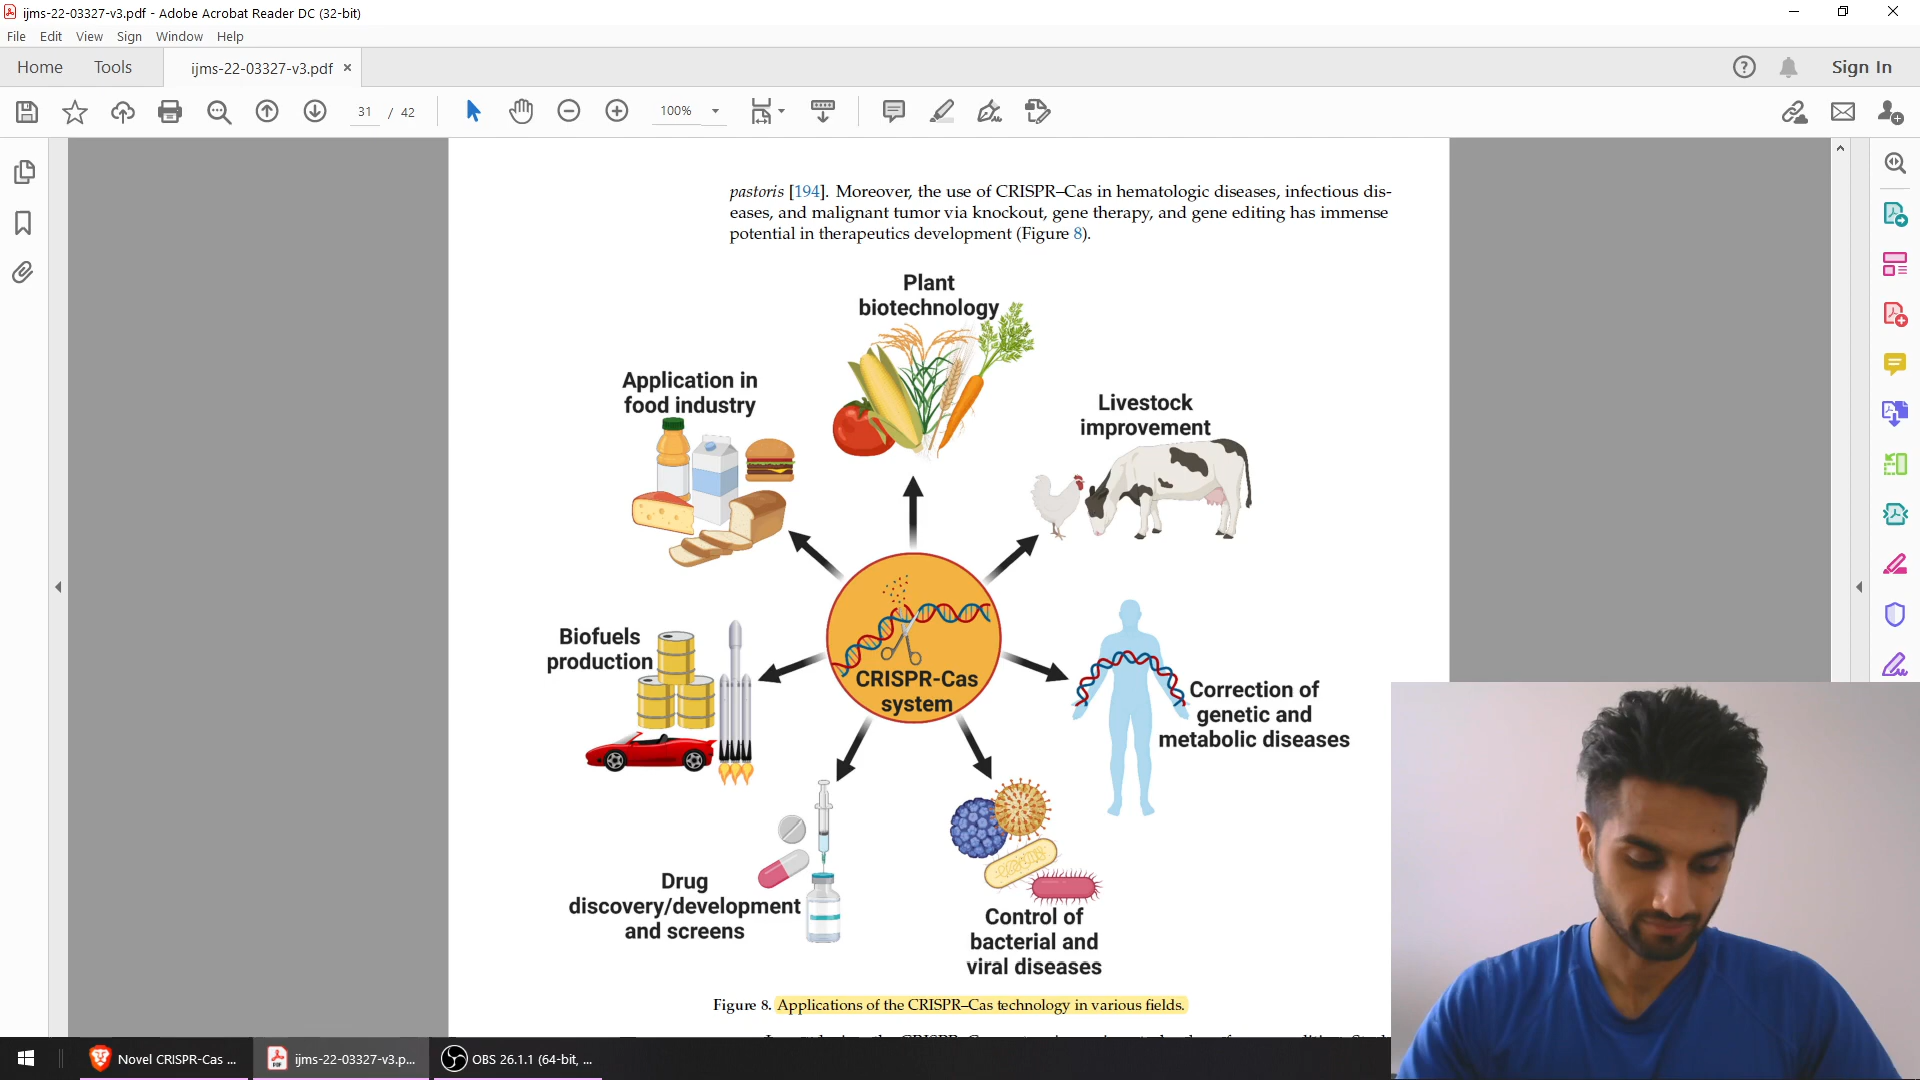 ijms-22-03327-v3.pdf - Adobe Acrobat Reader DC (32-bit)
File Edit View Sign Window Help
Home Tools ijms-22-03327-v3.pdf × Sign In
31 / 42 100%
pastoris [194]. Moreover, the use of CRISPR–Cas in hematologic diseases, infectious dis-
eases, and malignant tumor via knockout, gene therapy, and gene editing has immense
potential in therapeutics development (Figure 8).
Plant
biotechnology
Application in
food industry
Livestock
improvement
Biofuels
production
CRISPR-Cas
system
Correction of
genetic and
metabolic diseases
Drug
discovery/development
and screens
Control of
bacterial and
viral diseases
Figure 8. Applications of the CRISPR–Cas technology in various fields.
Novel CRISPR-Cas ... ijms-22-03327-v3.p... OBS 26.1.1 (64-bit, ...